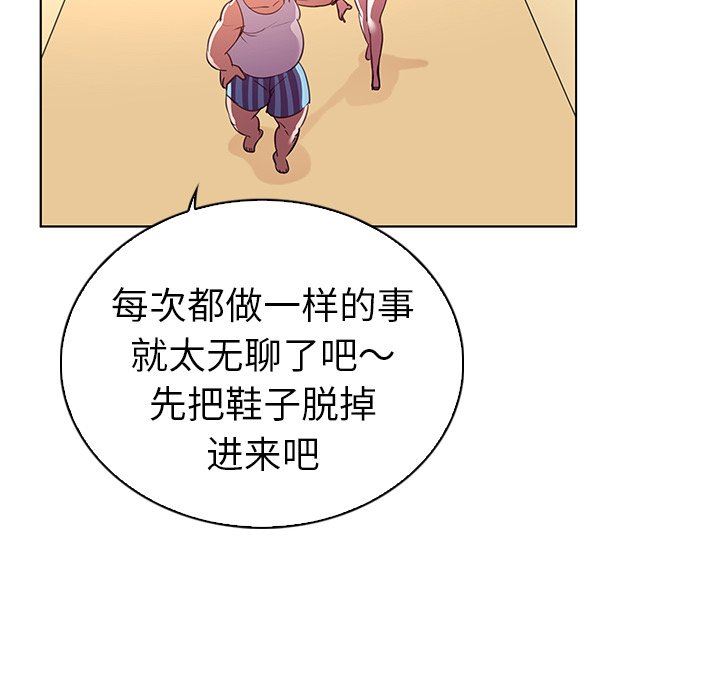 每次都做一样的事
就太无聊了吧～
先把鞋子脱掉
进来吧